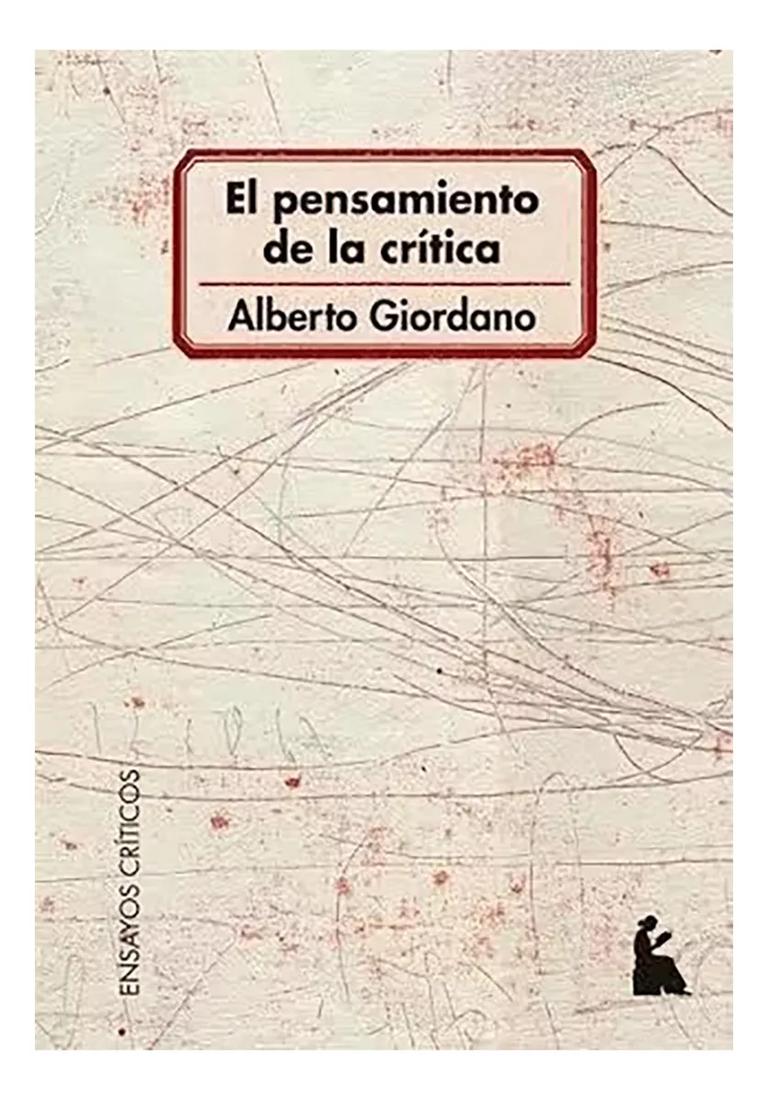 El pensamiento
de la crítica
Alberto Giordano
ENSAYOS CRÍTICOS